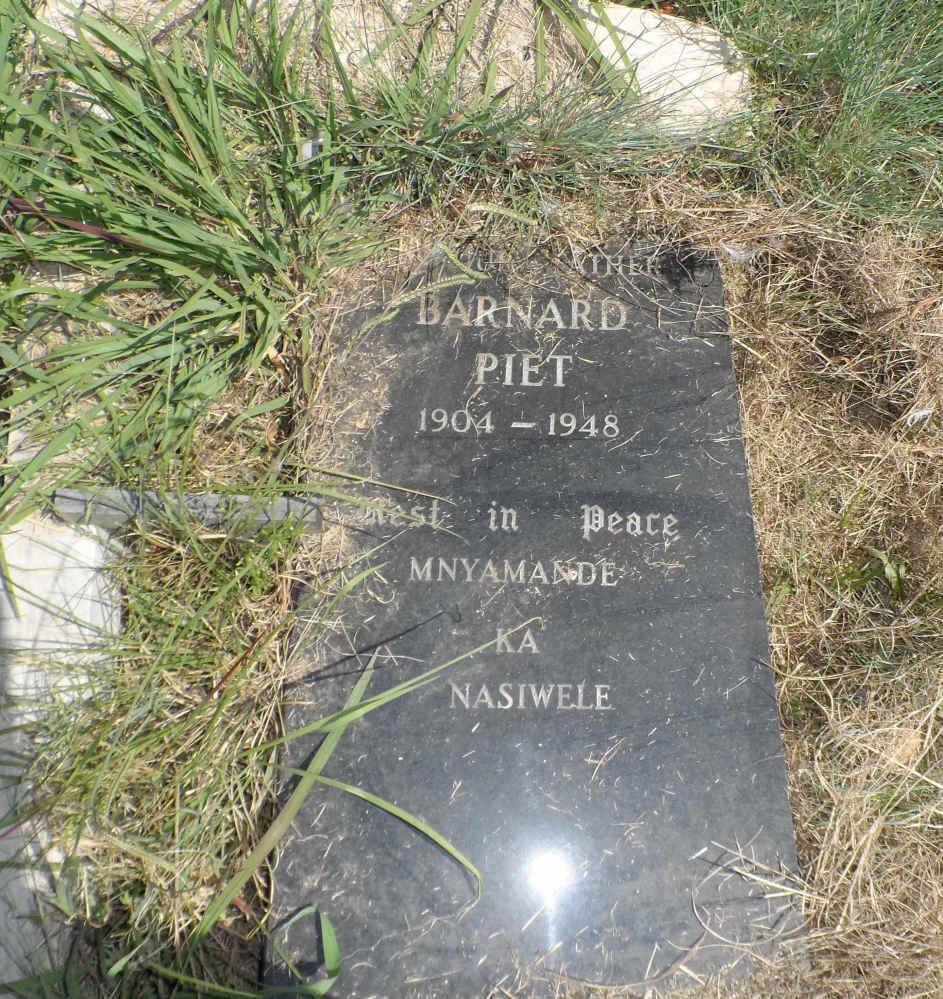 BARNARD
PIET
1904 – 1948
Rest in Peace
MNYAMANDE
KA
NASIWELE